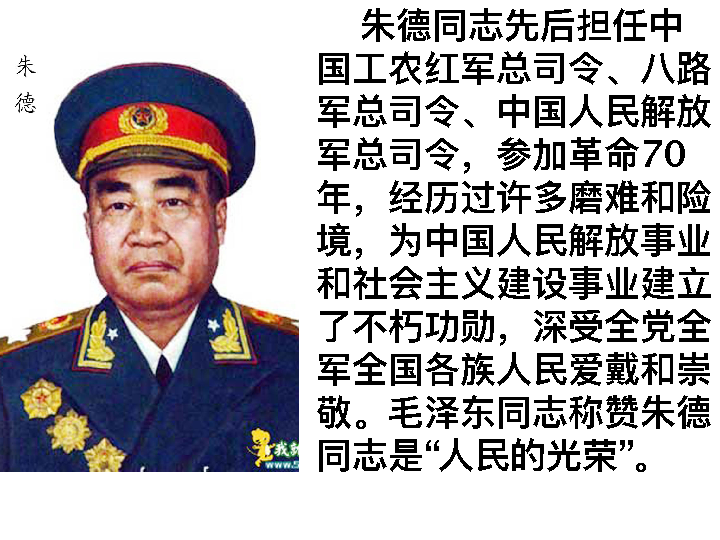 朱
德
朱德同志先后担任中
国工农红军总司令、八路
军总司令、中国人民解放
军总司令，参加革命70
年，经历过许多磨难和险
境，为中国人民解放事业
和社会主义建设事业建立
了不朽功勋，深受全党全
军全国各族人民爱戴和崇
敬。毛泽东同志称赞朱德
同志是“人民的光荣”。